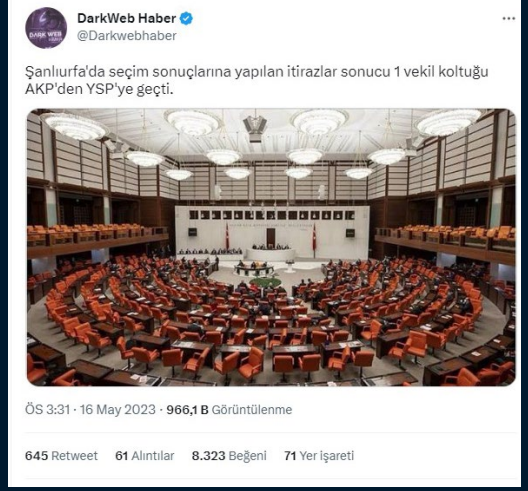 DarkWeb Haber
@Darkwebhaber
Şanlıurfa'da seçim sonuçlarına yapılan itirazlar sonucu 1 vekil koltuğu
AKP'den YSP'ye geçti.
ÖS 3:31 · 16 May 2023 · 966,1 B Görüntülenme
645 Retweet 61 Alıntılar 8.323 Beğeni 71 Yer işareti